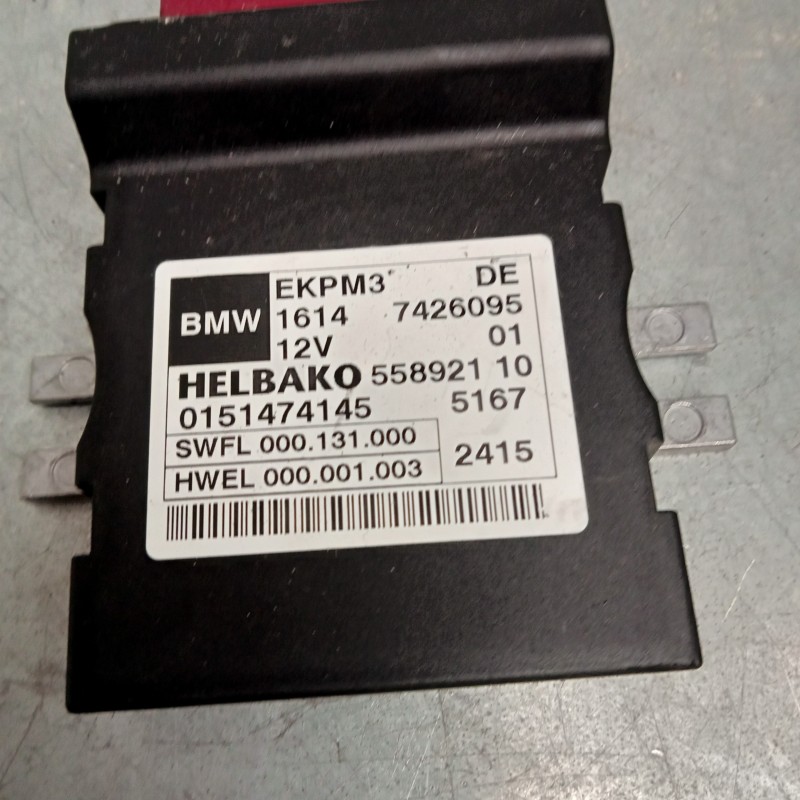 BMW
EKPM3 DE
1614 7426095
12V 01
HELBAKO 558921 10
0151474145 5167
SWFL 000.131.000
HWEL 000.001.003
2415